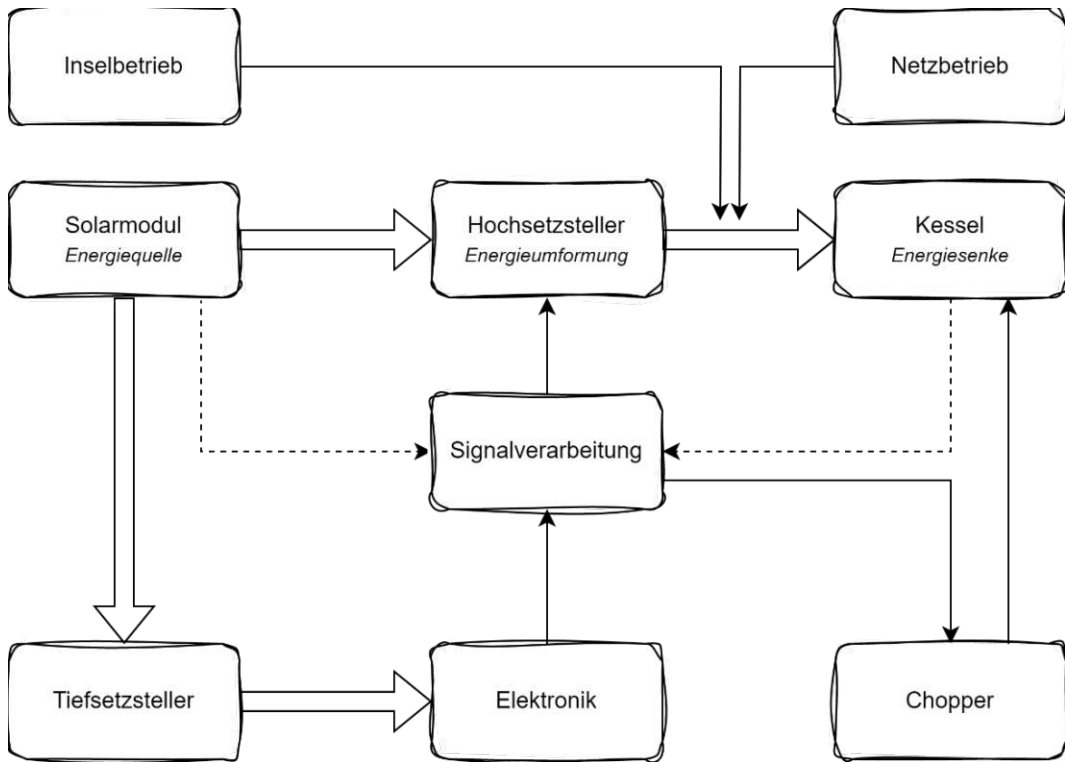 Inselbetrieb
Netzbetrieb
Solarmodul
Energiequelle
Hochsetzsteller
Energieumformung
Kessel
Energiesenke
Signalverarbeitung
Tiefsetzsteller
Elektronik
Chopper